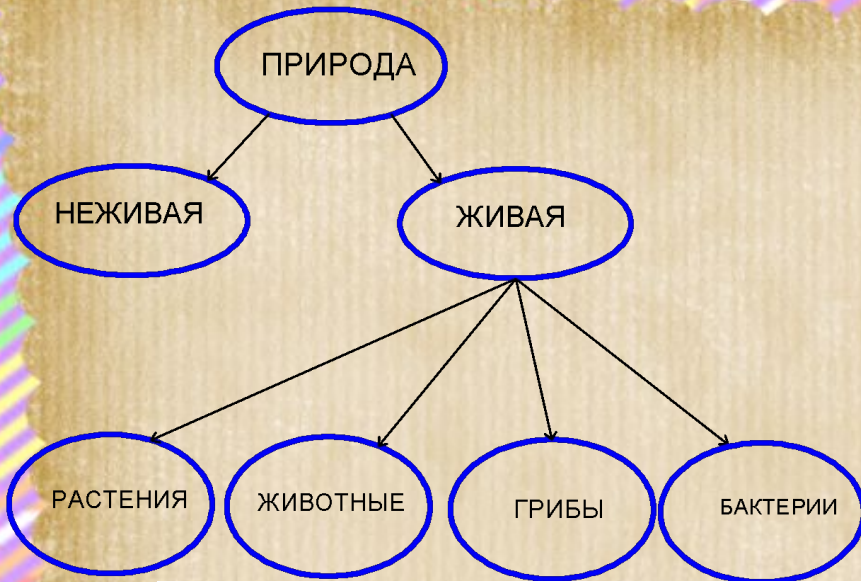 ПРИРОДА
НЕЖИВАЯ
ЖИВАЯ
РАСТЕНИЯ
ЖИВОТНЫЕ
ГРИБЫ
БАКТЕРИИ